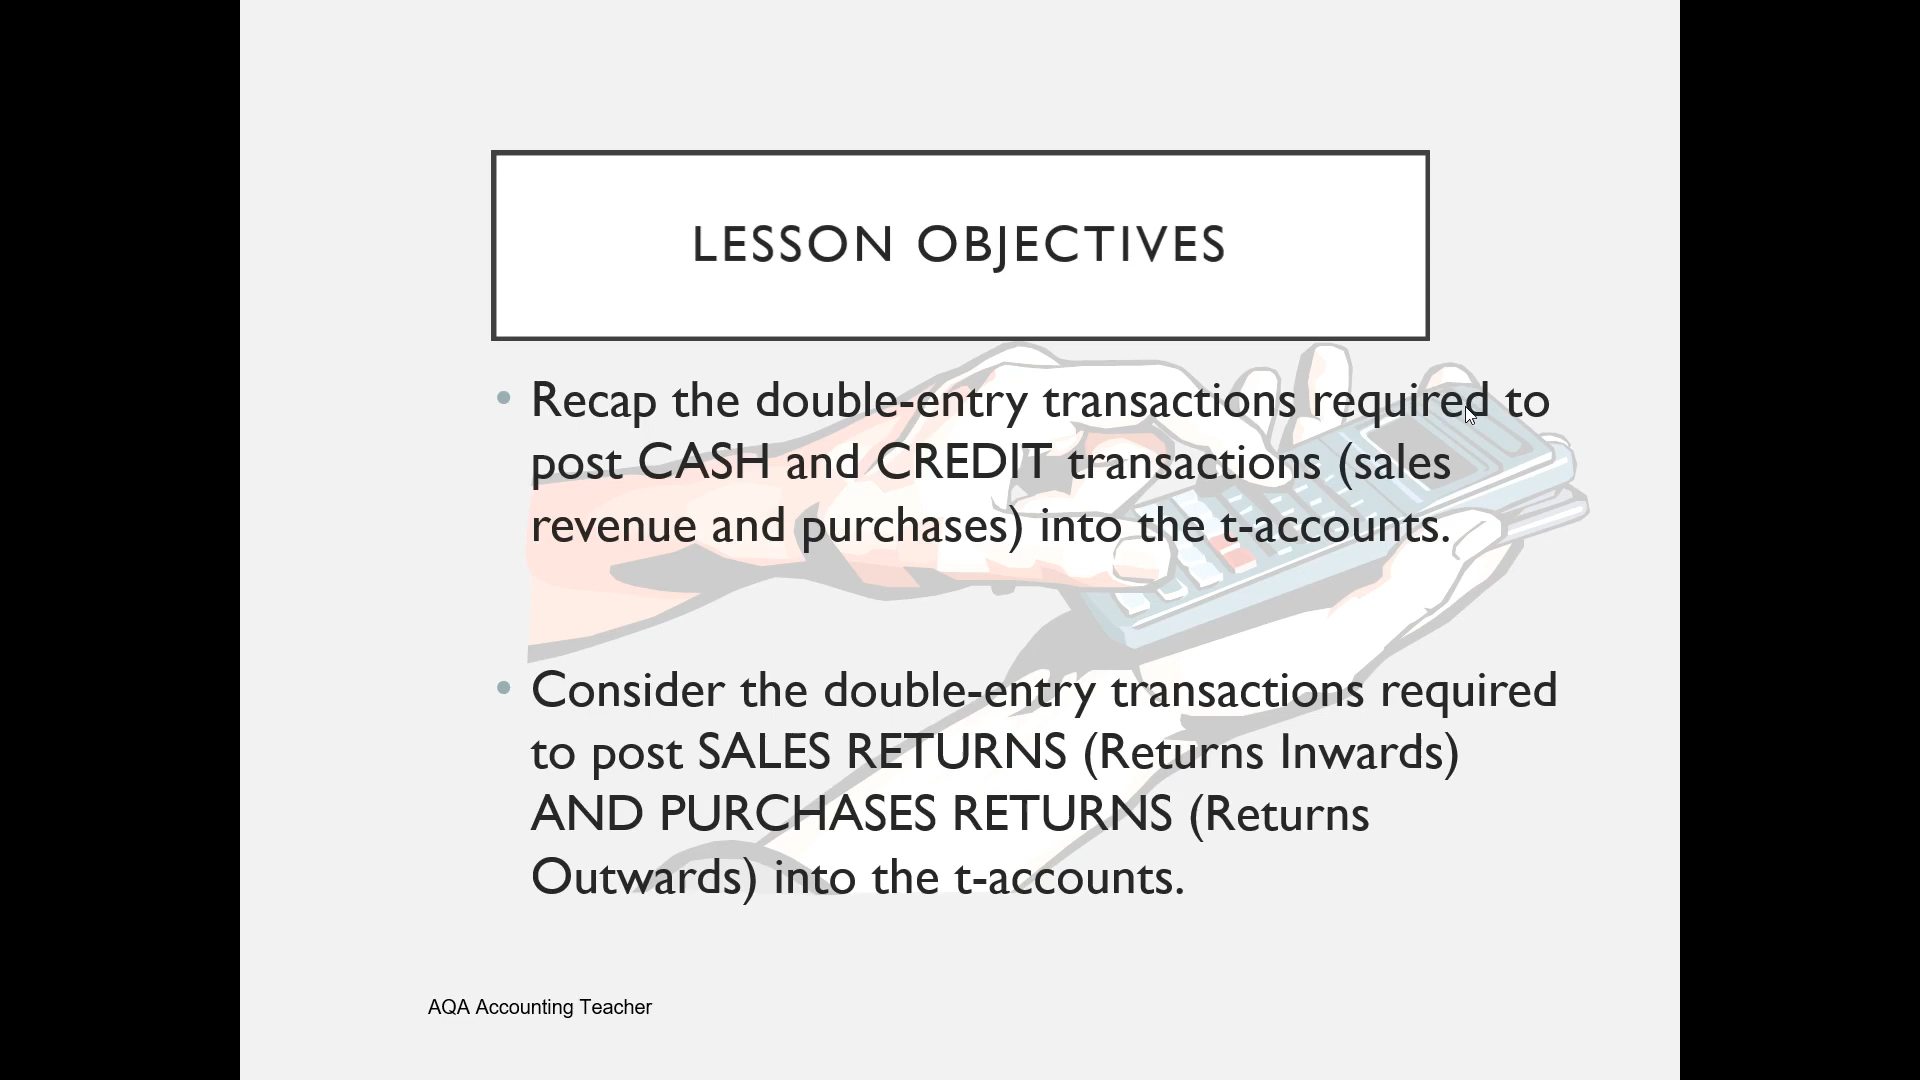 LESSON OBJECTIVES
• Recap the double-entry transactions required to
post CASH and CREDIT transactions (sales
revenue and purchases) into the t-accounts.
• Consider the double-entry transactions required
to post SALES RETURNS (Returns Inwards)
AND PURCHASES RETURNS (Returns
Outwards) into the t-accounts.
AQA Accounting Teacher